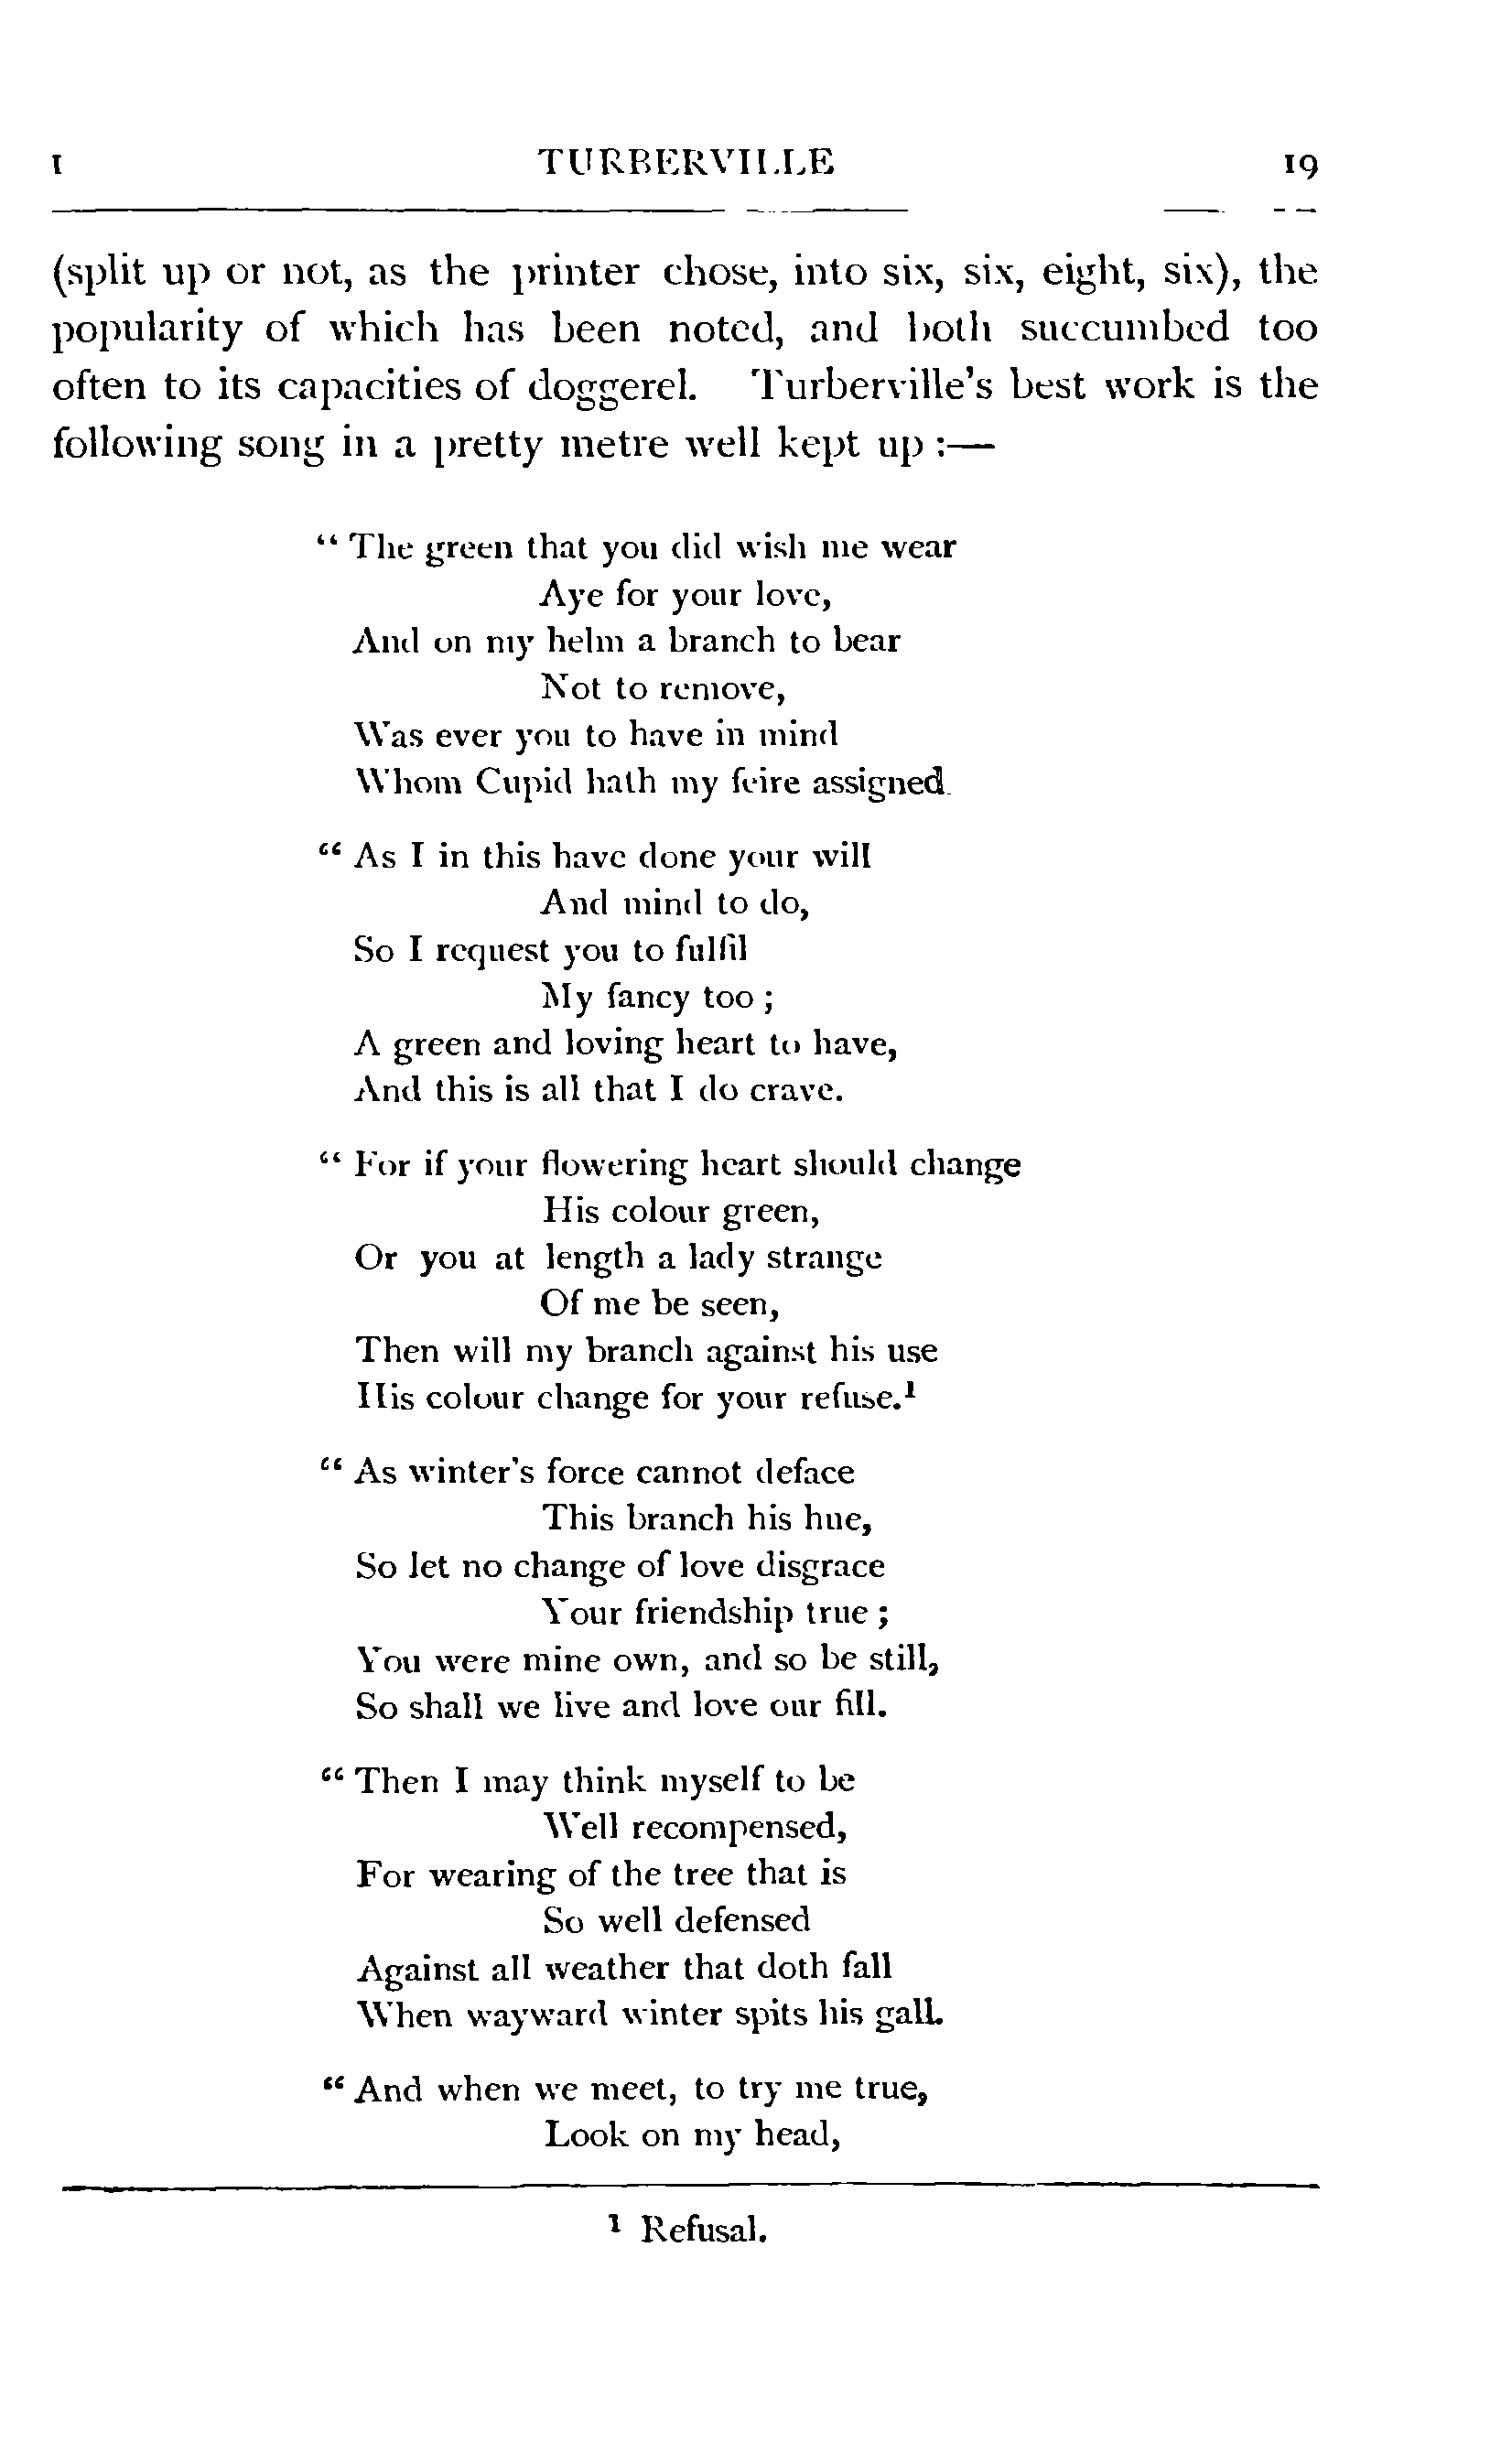 I TURBERVILLE 19
(split up or not, as the printer chose, into six, six, eight, six), the
popularity of which has been noted, and both succumbed too
often to its capacities of doggerel. Turberville's best work is the
following song in a pretty metre well kept up :—
“ The green that you did wish me wear
Aye for your love,
And on my helm a branch to bear
Not to remove,
Was ever you to have in mind
Whom Cupid hath my feire assigned.
“ As I in this have done your will
And mind to do,
So I request you to fulfil
My fancy too ;
A green and loving heart to have,
And this is all that I do crave.
“ For if your flowering heart should change
His colour green,
Or you at length a lady strange
Of me be seen,
Then will my branch against his use
His colour change for your refuse.¹
“ As winter's force cannot deface
This branch his hue,
So let no change of love disgrace
Your friendship true ;
You were mine own, and so be still,
So shall we live and love our fill.
“ Then I may think myself to be
Well recompensed,
For wearing of the tree that is
So well defensed
Against all weather that doth fall
When wayward winter spits his gall.
“ And when we meet, to try me true,
Look on my head,
¹ Refusal.